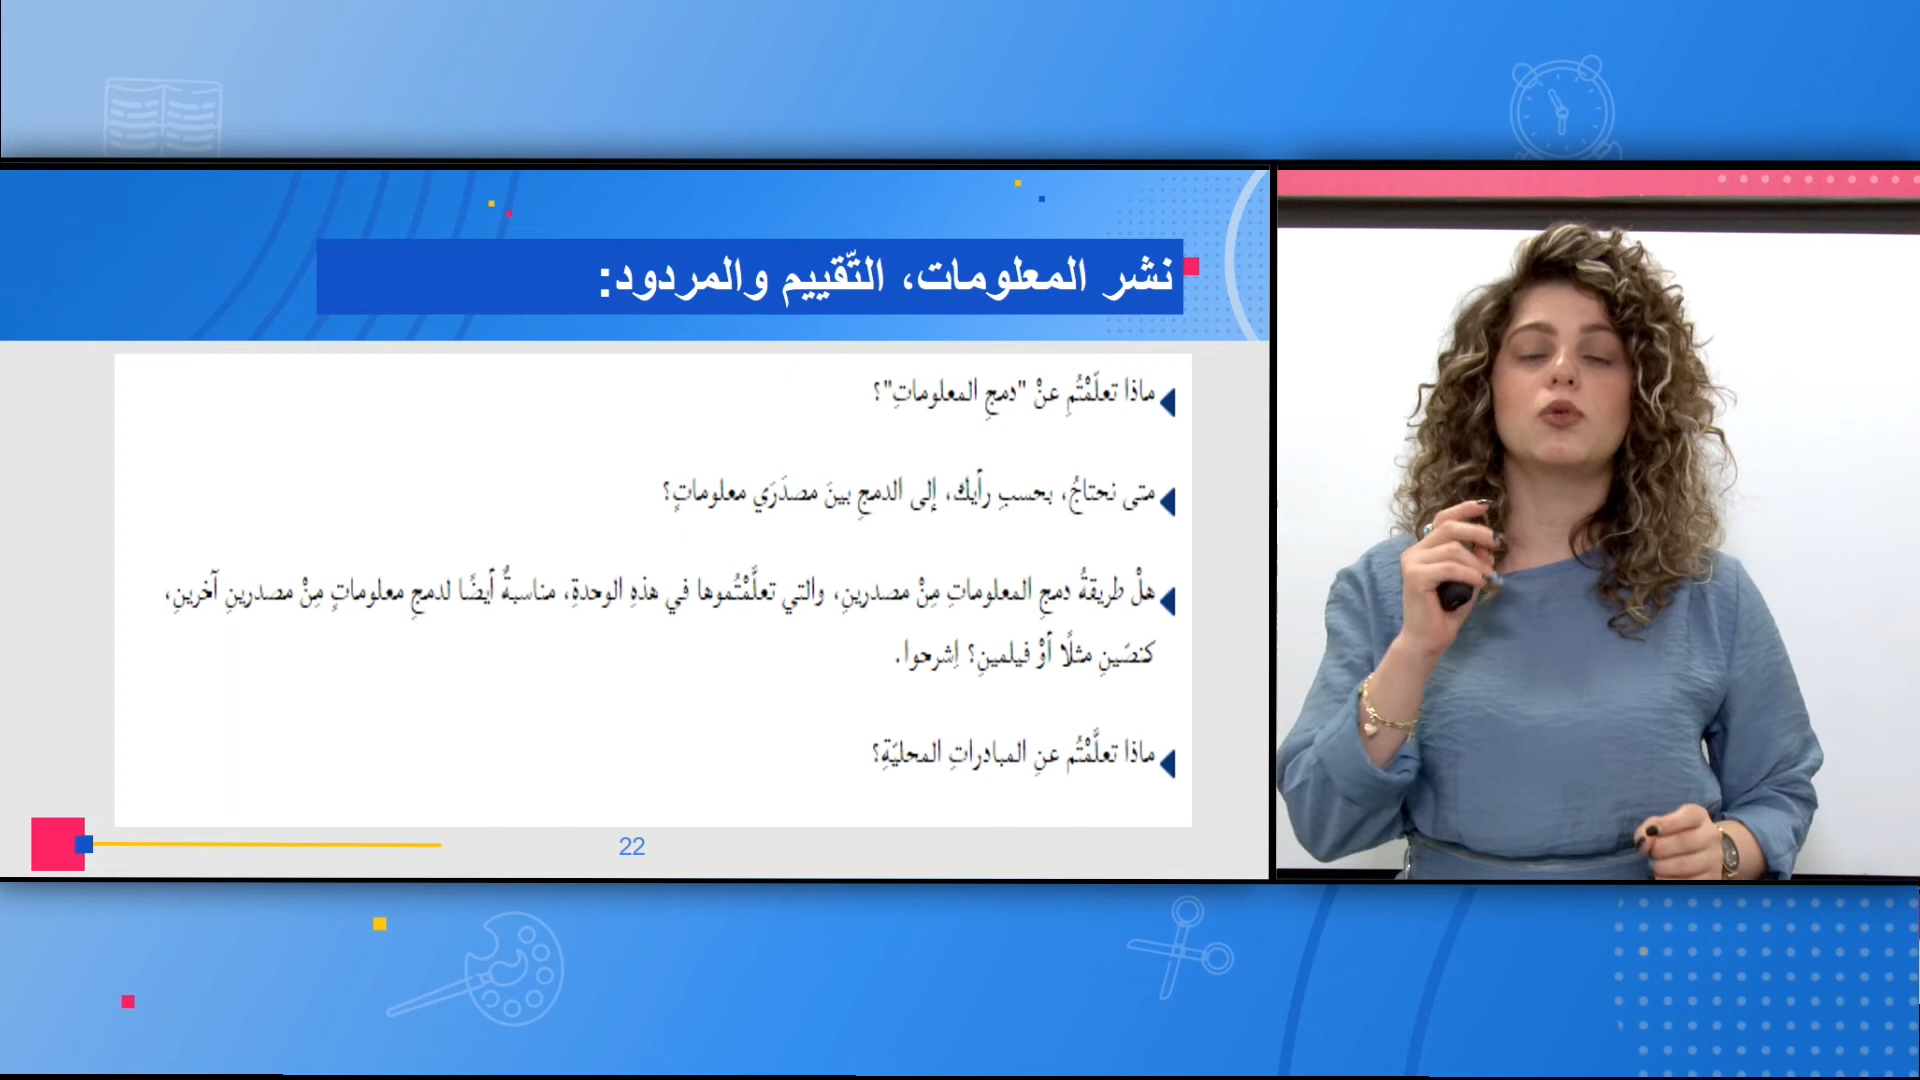 نشر المعلومات، التّقييم والمردود:
ماذا تعلّمْتُمِ عنْ "دمجِ المعلوماتِ"؟
متى نحتاجُ، بحسبِ رأيك، إلى الدمجِ بينَ مصدَرَي معلوماتٍ؟
هلْ طريقةُ دمجِ المعلوماتِ مِنْ مصدرينِ، والتي تعلَّمْتُموها في هذهِ الوحدةِ، مناسبةٌ أيضًا لدمجِ معلوماتٍ مِنْ مصدرينِ آخرينِ،
كنصّينِ مثلًا أوْ فيلمينِ؟ اِشرحوا.
ماذا تعلَّمْتُم عنِ المبادراتِ المحليّةِ؟
22